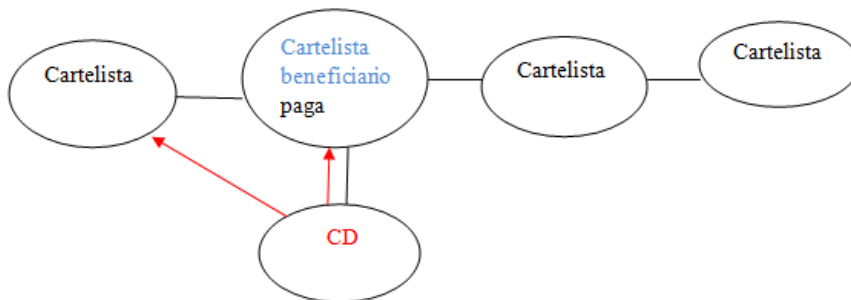 Cartelista
Cartelista
beneficiario
paga
Cartelista
Cartelista
CD